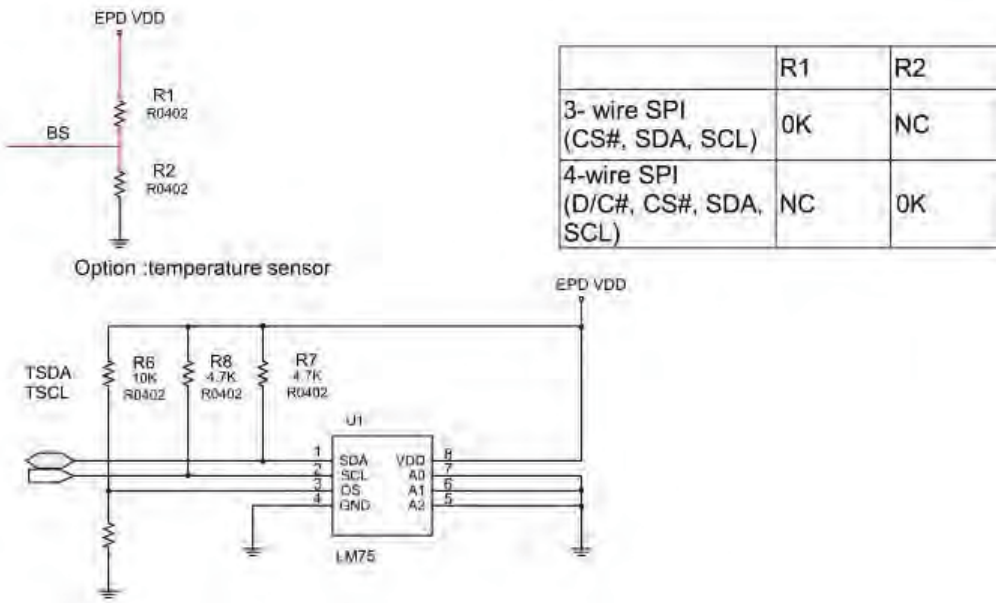 EPD VDD
R1
R0402
BS
R2
R0402
Option :temperature sensor
R1 R2
3- wire SPI
(CS#, SDA, SCL) 0K NC
4-wire SPI
(D/C#, CS#, SDA, SCL) NC 0K
EPD VDD
TSDA
TSCL
R6
10K
R0402
R8
4.7K
R0402
R7
4.7K
R0402
U1
1 SDA VDD 8
2 SCL A0 7
3 OS A1 6
4 GND A2 5
LM75